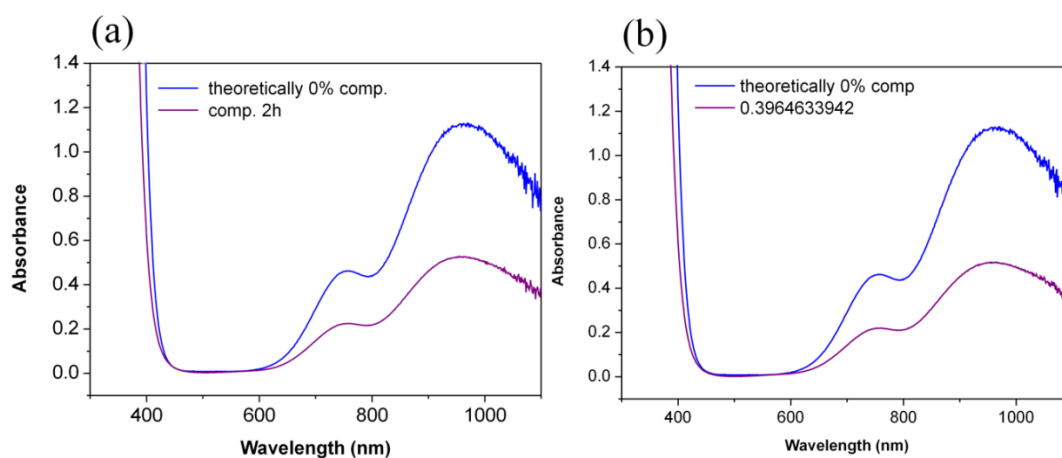 (a)
1.4
1.2
1.0
0.8
0.6
0.4
0.2
0.0
Absorbance
theoretically 0% comp.
comp. 2h
400
600
800
1000
Wavelength (nm)
(b)
1.4
1.2
1.0
0.8
0.6
0.4
0.2
0.0
Absorbance
theoretically 0% comp
0.3964633942
400
600
800
1000
Wavelength (nm)